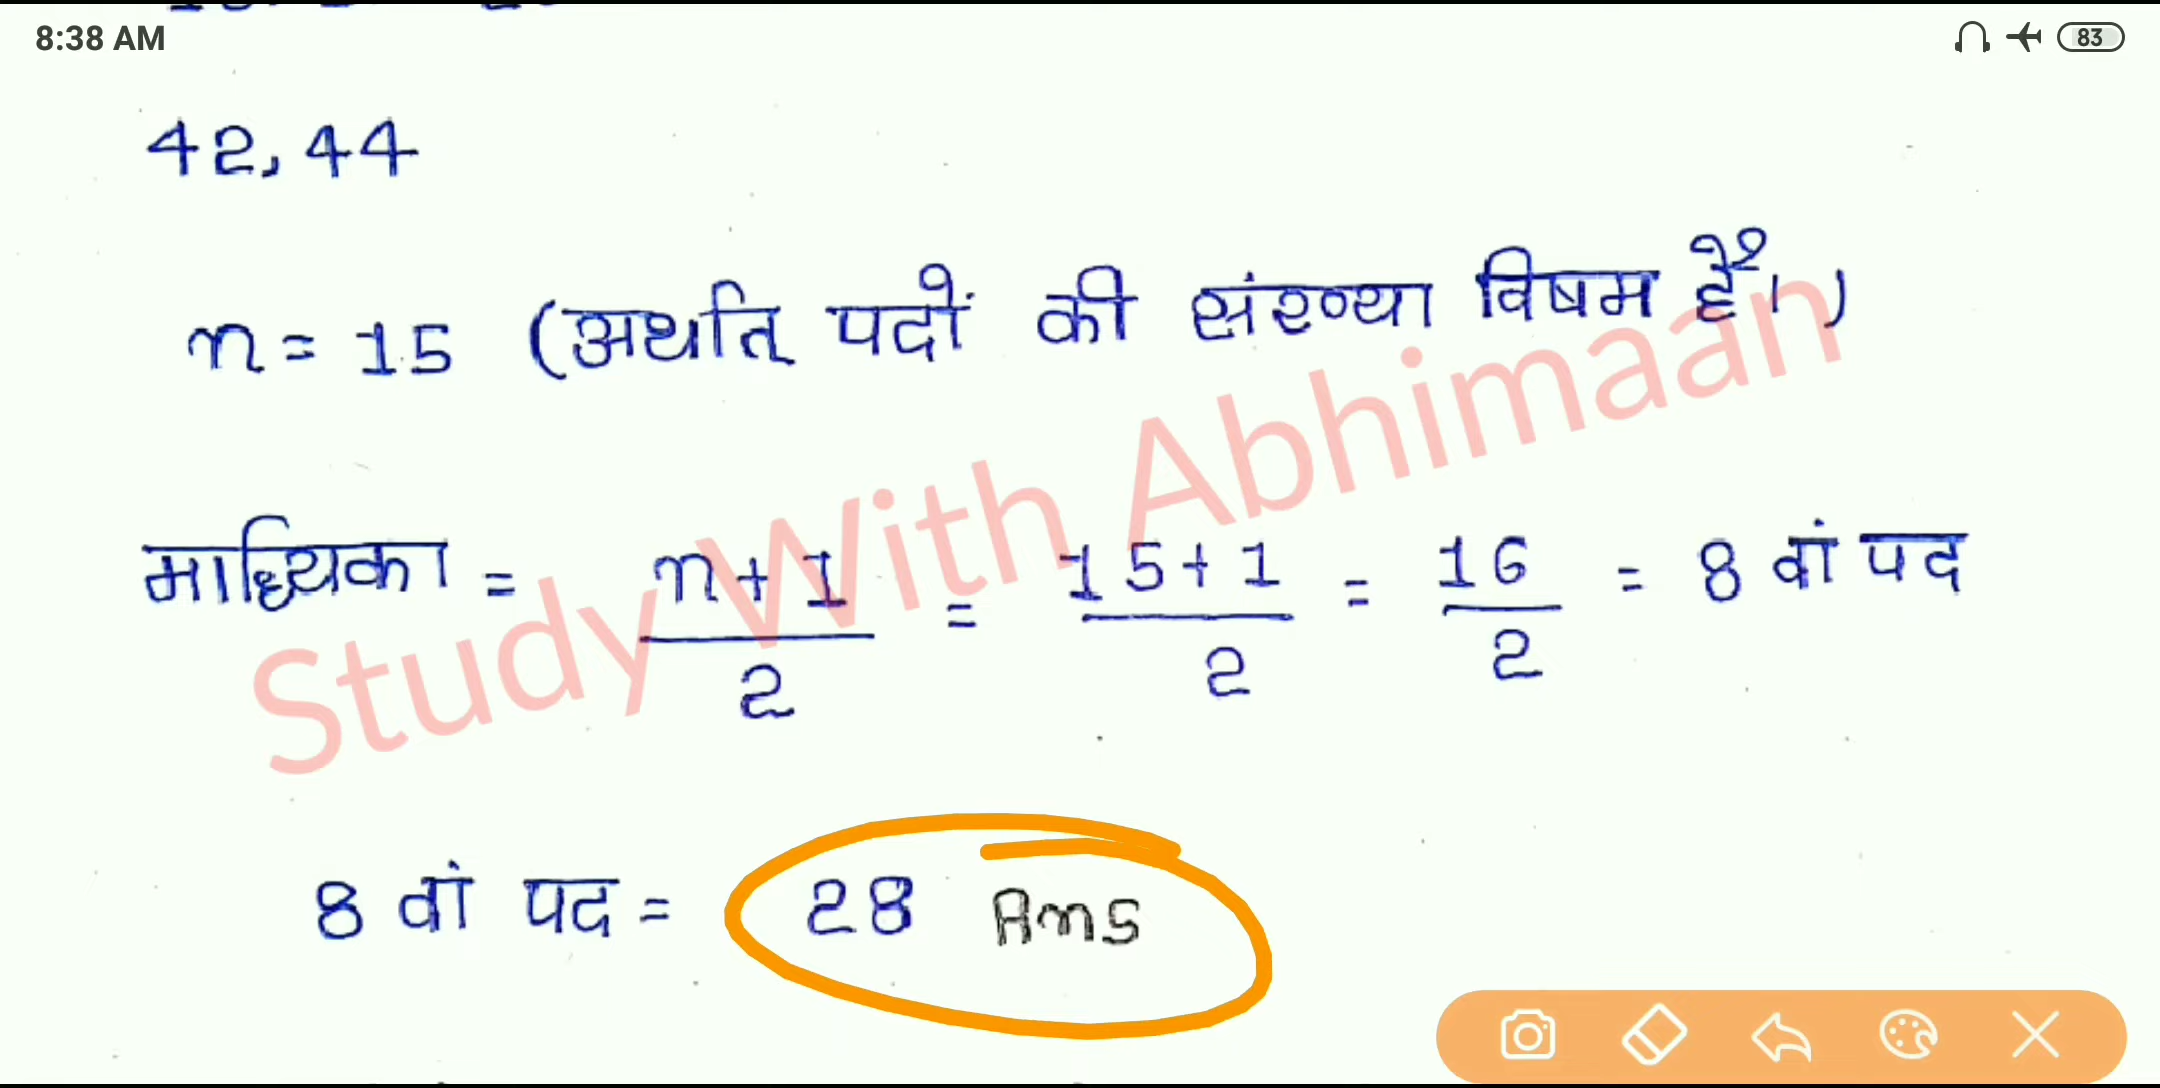 8:38 AM
83
42, 44
n = 15 (अर्थात् पदों की संख्या विषम है।)
माध्यिका = n+1/2 = 15+1/2 = 16/2 = 8 वां पद
8 वां पद = 28 Ans
Study With Abhimaan